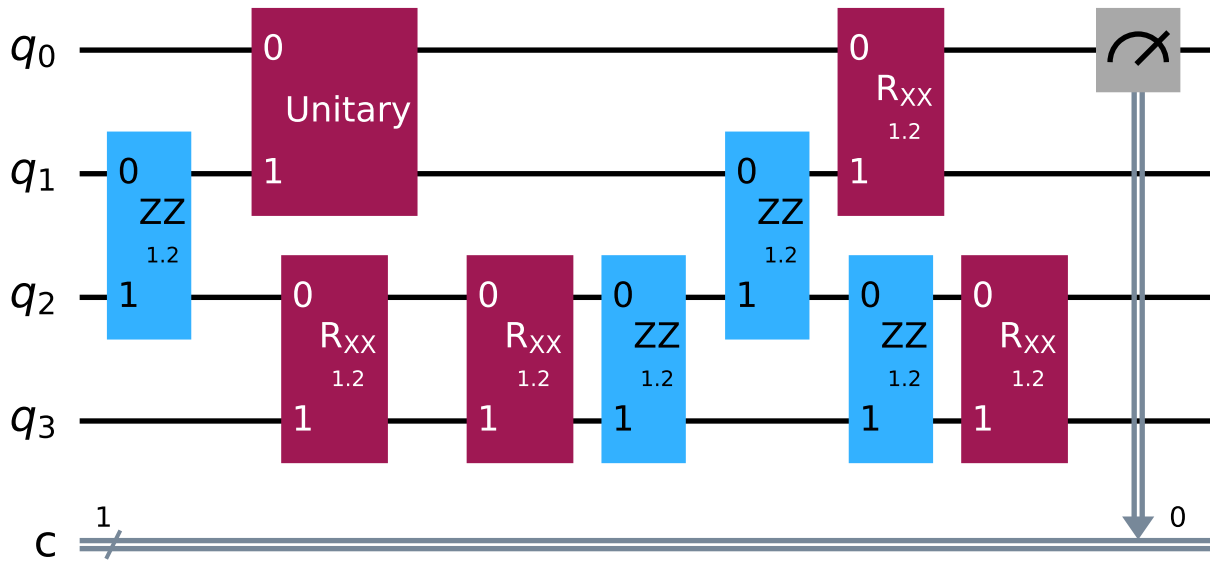 q0 0 Unitary 1 0 RXX 1.2 1
q1 0 ZZ 1.2 1 0 ZZ 1.2 1
q2 0 RXX 1.2 1 0 RXX 1.2 1 0 ZZ 1.2 1 0 ZZ 1.2 1 0 RXX 1.2 1
q3
c 1 0